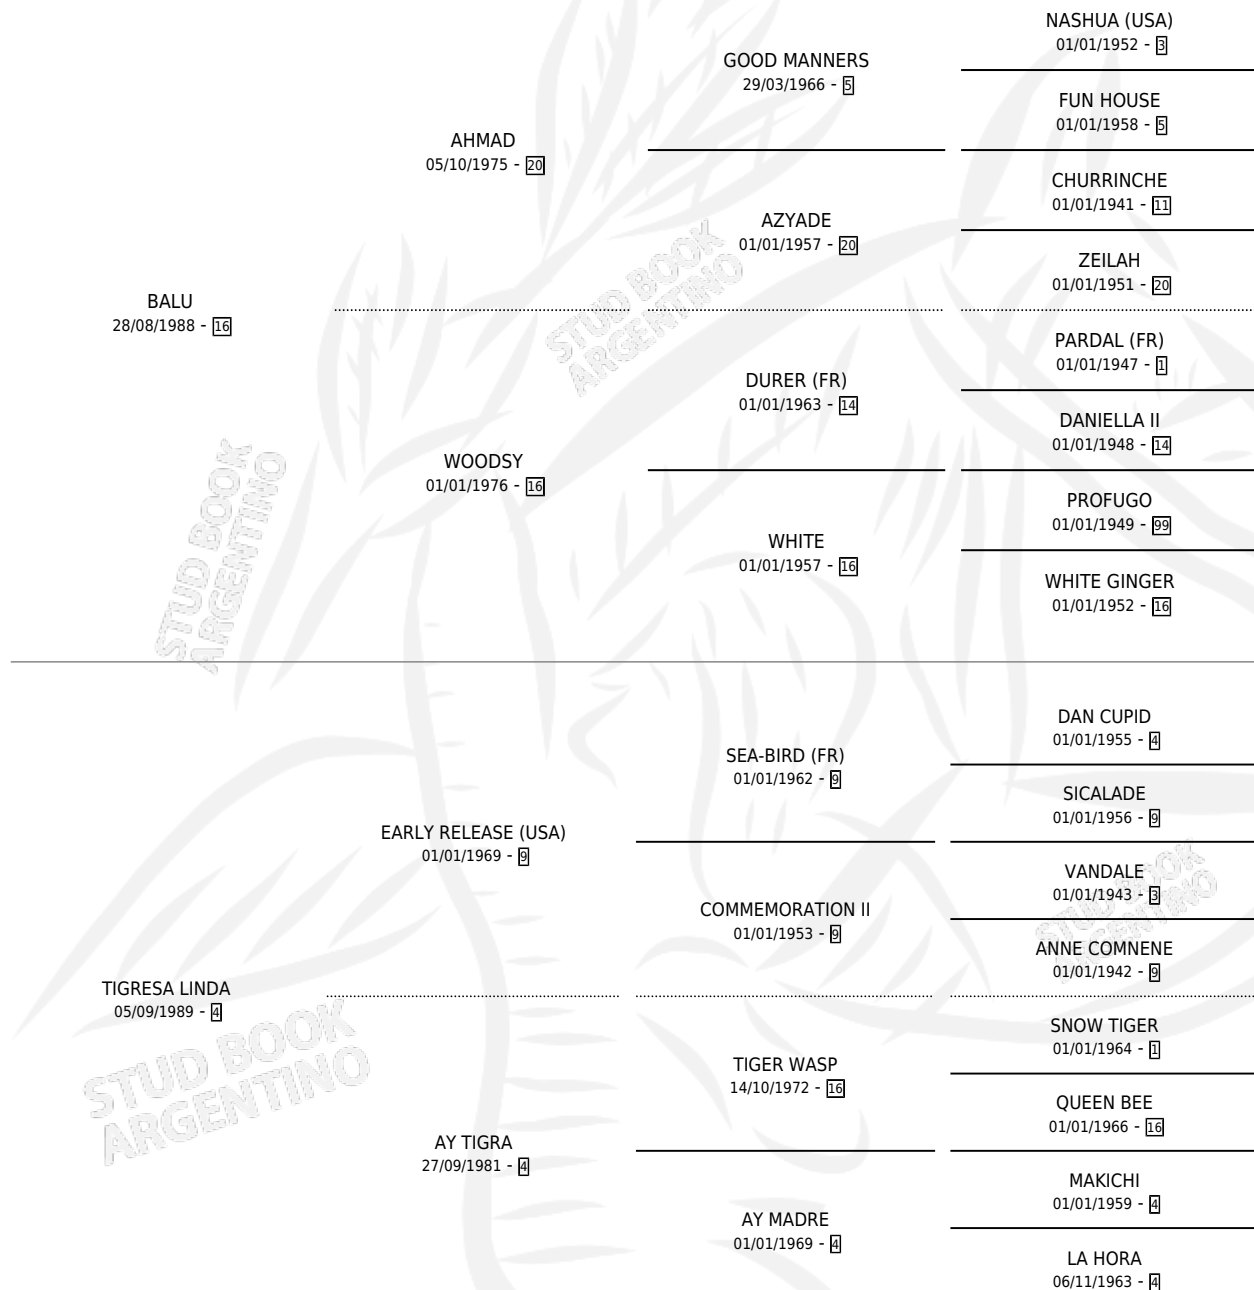 NASHUA (USA)
01/01/1952 - 3
GOOD MANNERS
29/03/1966 - 5
FUN HOUSE
01/01/1958 - 5
AHMAD
05/10/1975 - 20
CHURRINCHE
01/01/1941 - 11
AZYADE
01/01/1957 - 20
ZEILAH
01/01/1951 - 20
BALU
28/08/1988 - 16
STUD BOOK
ARGENTINO
PARDAL (FR)
01/01/1947 - 1
DURER (FR)
01/01/1963 - 14
DANIELLA II
01/01/1948 - 14
WOODSY
01/01/1976 - 16
PROFUGO
01/01/1949 - 99
WHITE
01/01/1957 - 16
WHITE GINGER
01/01/1952 - 16
STUD BOOK
ARGENTINO
DAN CUPID
01/01/1955 - 4
SEA-BIRD (FR)
01/01/1962 - 9
SICALADE
01/01/1956 - 9
EARLY RELEASE (USA)
01/01/1969 - 9
VANDALE
01/01/1943 - 3
COMMEMORATION II
01/01/1953 - 9
ANNE COMNENE
01/01/1942 - 9
STUD BOOK
ARGENTINO
TIGRESA LINDA
05/09/1989 - 4
SNOW TIGER
01/01/1964 - 1
TIGER WASP
14/10/1972 - 16
QUEEN BEE
01/01/1966 - 16
STUD BOOK
ARGENTINO
AY TIGRA
27/09/1981 - 4
MAKICHI
01/01/1959 - 4
AY MADRE
01/01/1969 - 4
LA HORA
06/11/1963 - 4